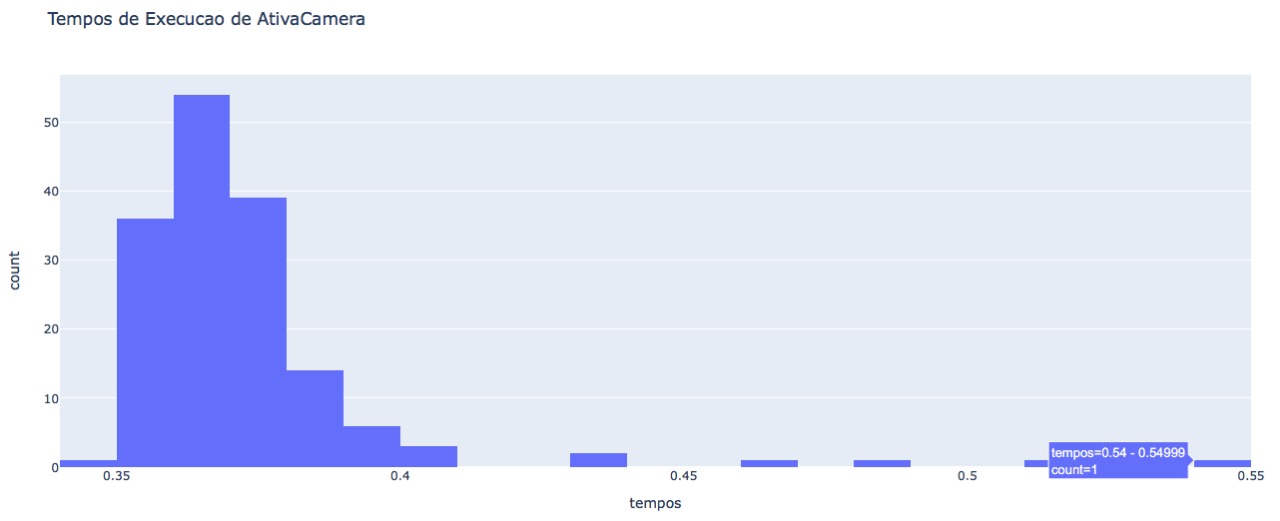 Tempos de Execucao de AtivaCamera
50
40
30
20
10
0
count
tempos=0.54 - 0.54999
count=1
0.35
0.4
0.45
0.5
0.55
tempos